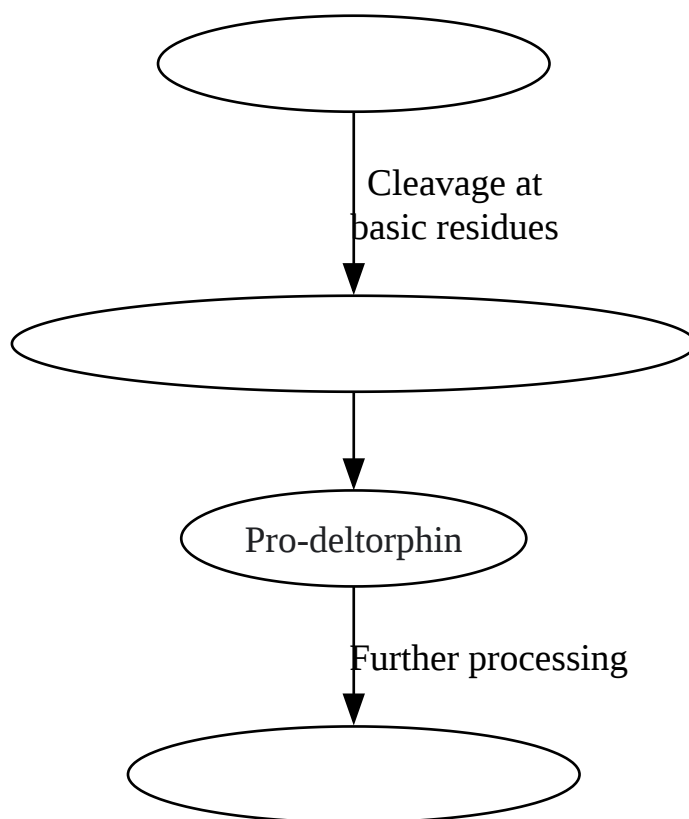 Cleavage at
basic residues
Pro-deltorphin
Further processing